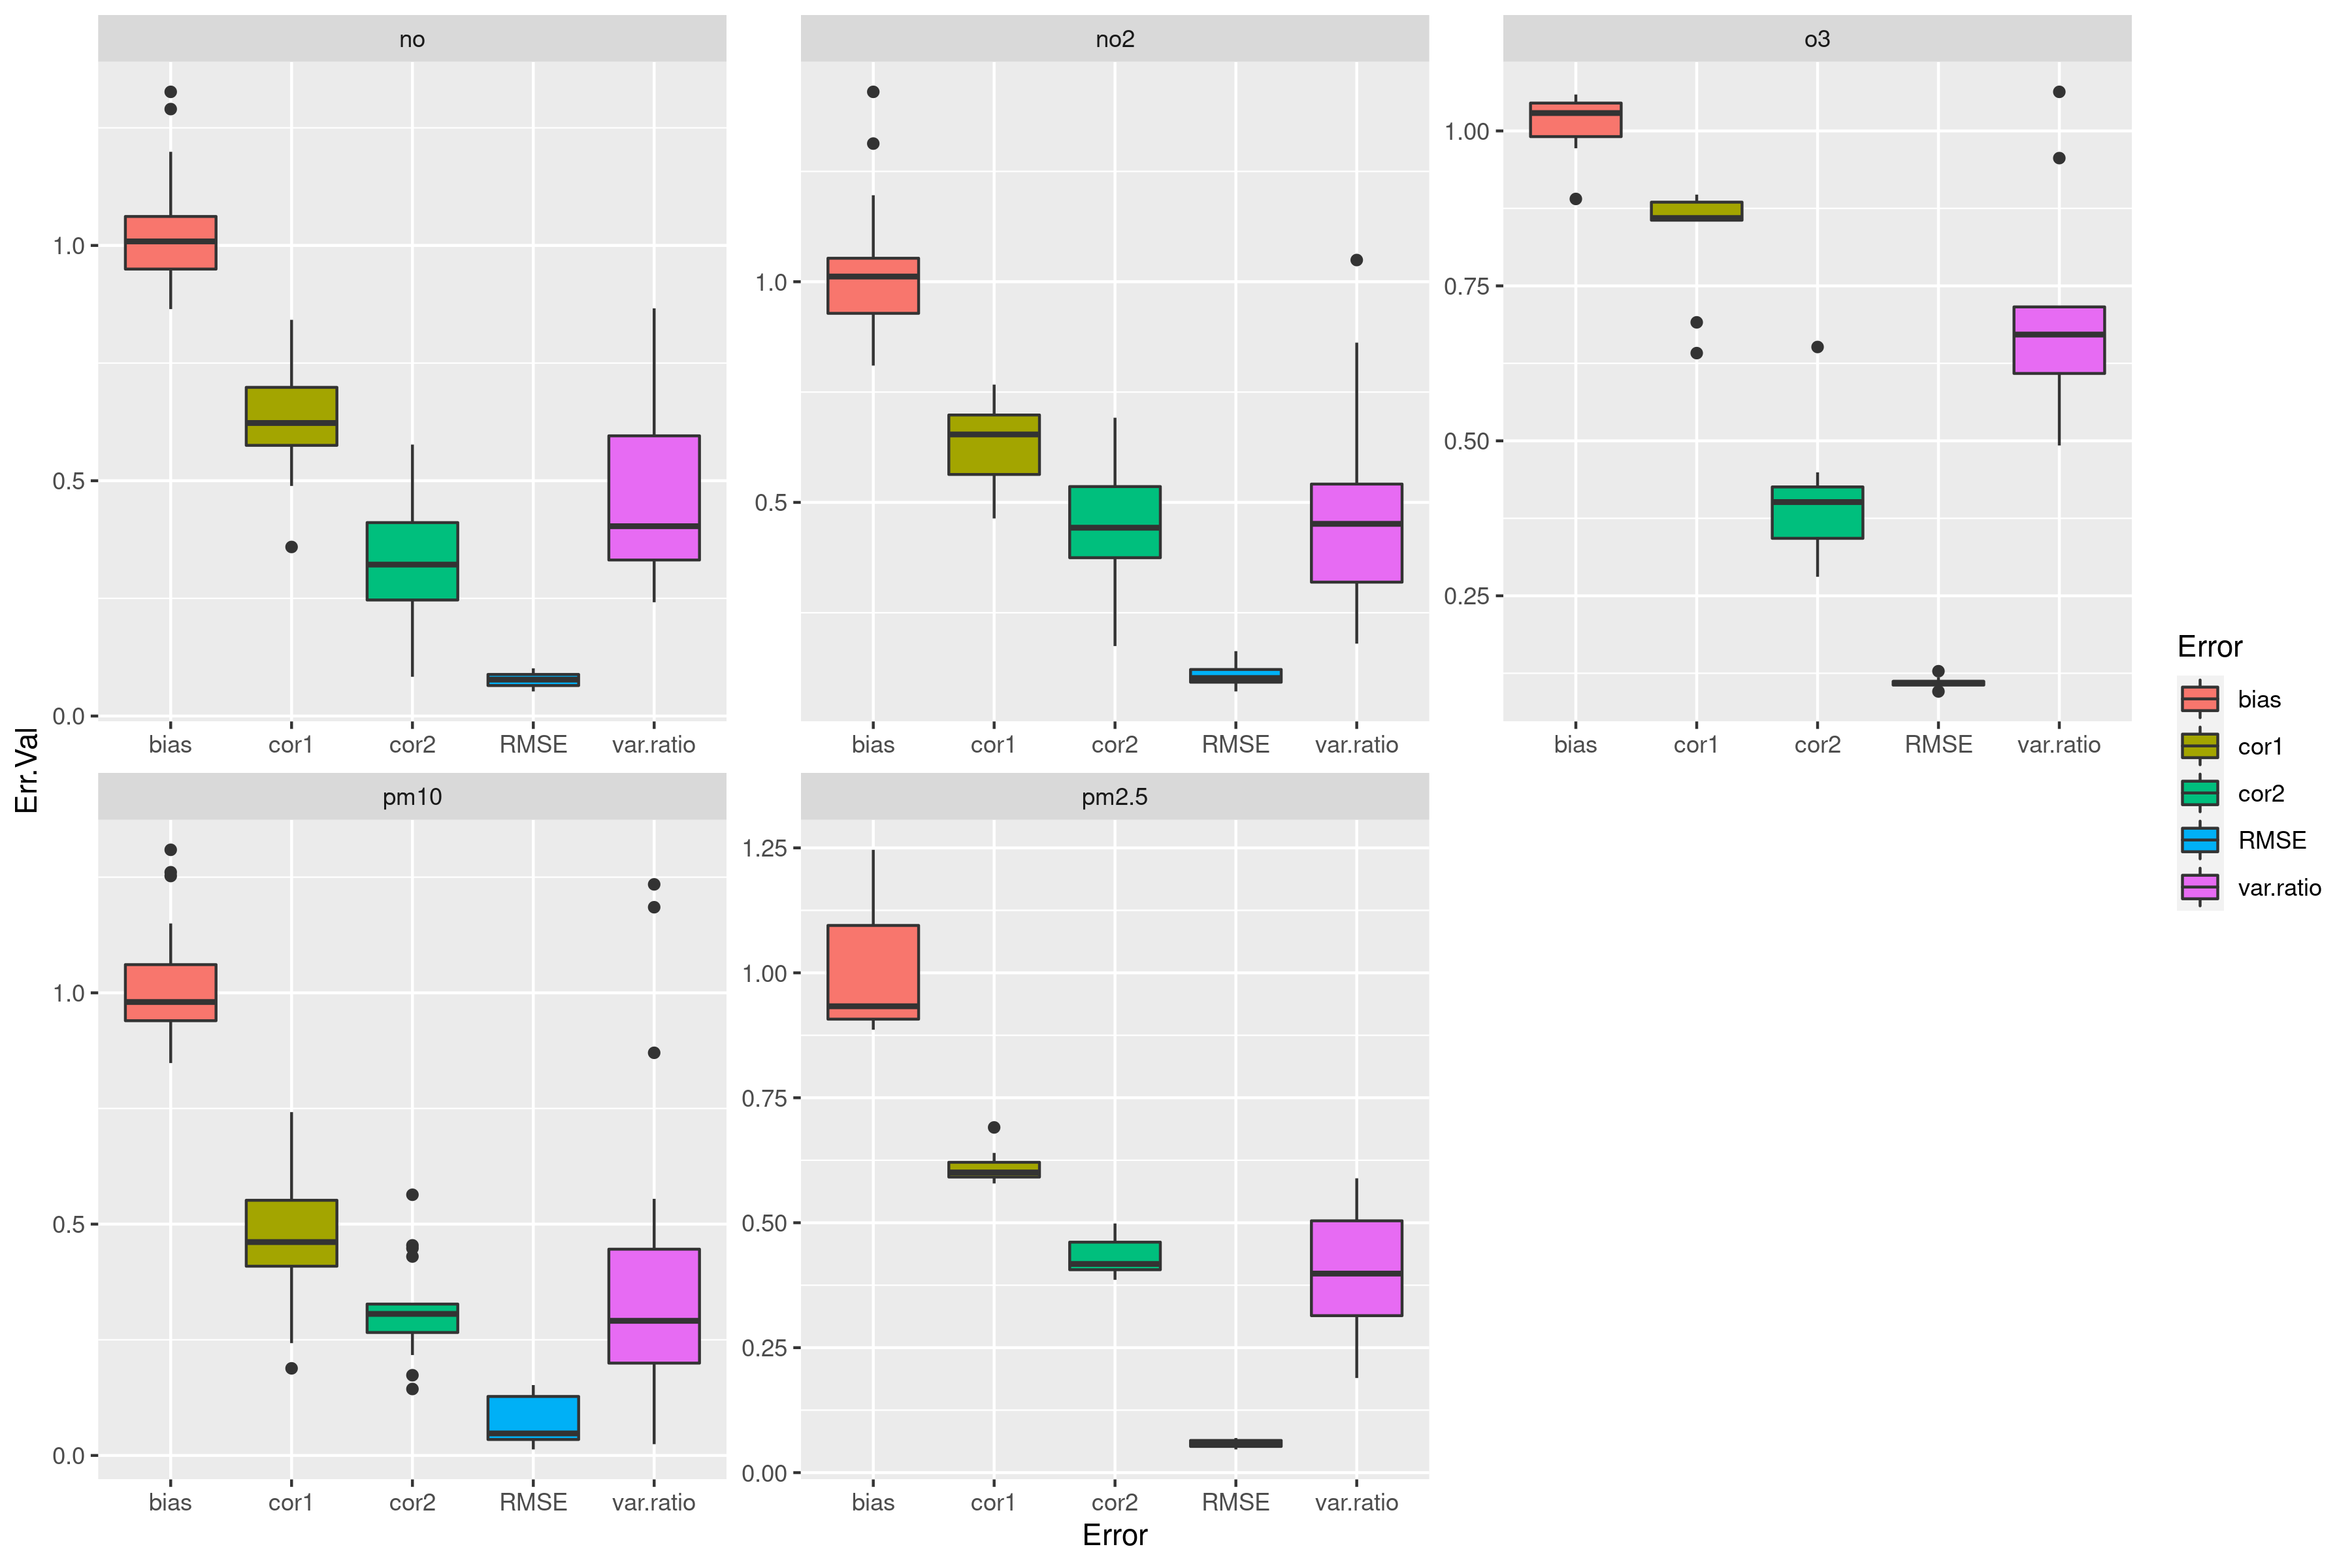 no
no2
o3
1.0
0.5
0.0
1.0
0.5
1.00
0.75
0.50
0.25
bias cor1 cor2 RMSE var.ratio
bias cor1 cor2 RMSE var.ratio
bias cor1 cor2 RMSE var.ratio
Err.Val
pm10
pm2.5
1.0
0.5
0.0
1.25
1.00
0.75
0.50
0.25
0.00
bias cor1 cor2 RMSE var.ratio
bias cor1 cor2 RMSE var.ratio
Error
Error
bias
cor1
cor2
RMSE
var.ratio